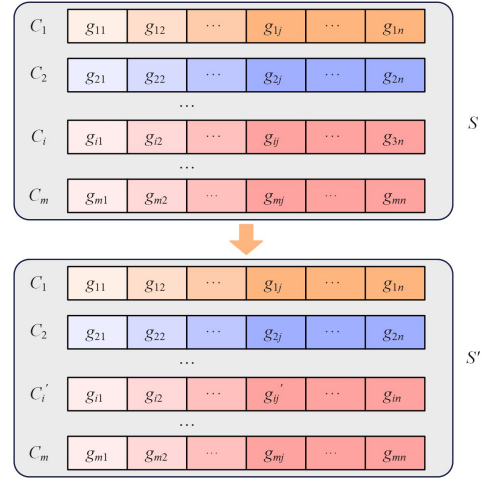 C₁ g₁₁ g₁₂ ⋯ g₁ⱼ ⋯ g₁ₙ
C₂ g₂₁ g₂₂ ⋯ g₂ⱼ ⋯ g₂ₙ
⋯
Cᵢ gᵢ₁ gᵢ₂ ⋯ gᵢⱼ ⋯ g₃ₙ
S
⋯
Cₘ gₘ₁ gₘ₂ ⋯ gₘⱼ ⋯ gₘₙ
C₁ g₁₁ g₁₂ ⋯ g₁ⱼ ⋯ g₁ₙ
C₂ g₂₁ g₂₂ ⋯ g₂ⱼ ⋯ g₂ₙ
⋯
S′
Cᵢ′ gᵢ₁ gᵢ₂ ⋯ gᵢⱼ′ ⋯ gᵢₙ
⋯
Cₘ gₘ₁ gₘ₂ ⋯ gₘⱼ ⋯ gₘₙ